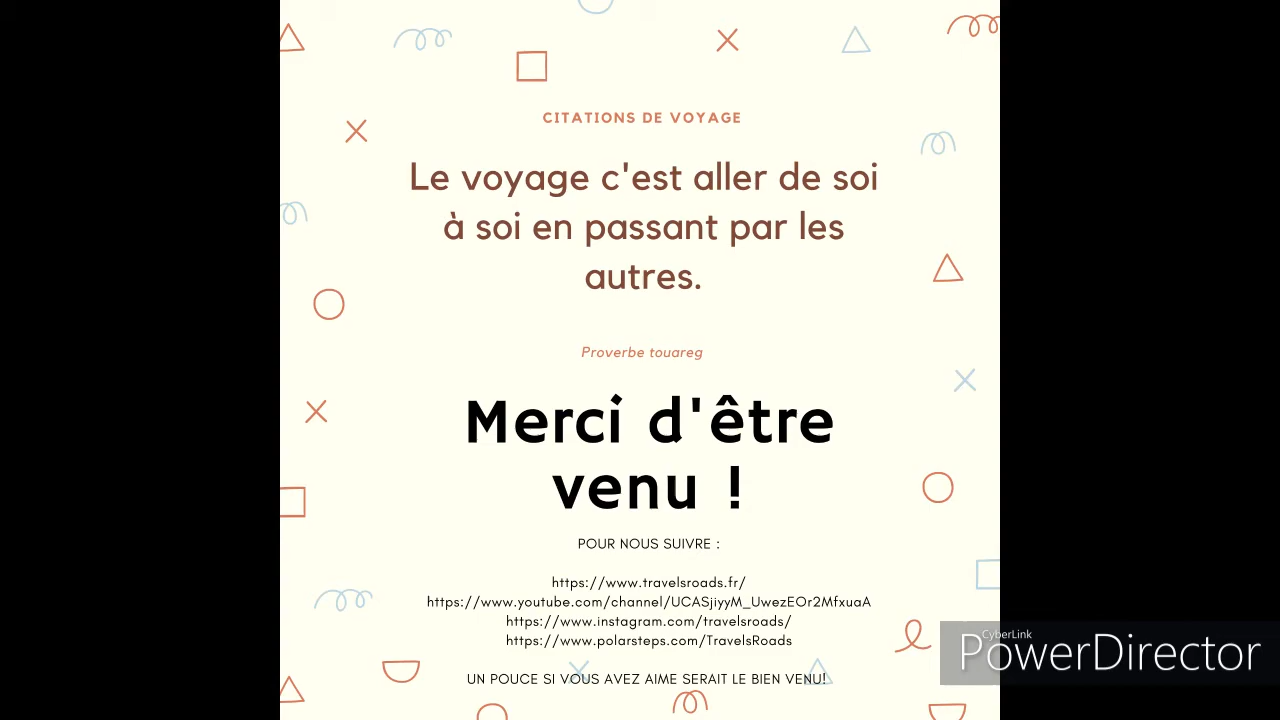 CITATIONS DE VOYAGE
Le voyage c'est aller de soi
à soi en passant par les
autres.
Proverbe touareg
Merci d'être
venu !
POUR NOUS SUIVRE :
https://www.travelsroads.fr/
https://www.youtube.com/channel/UCASjiyyM_UwezEOr2MfxuaA
https://www.instagram.com/travelsroads/
https://www.polarsteps.com/TravelsRoads
UN POUCE SI VOUS AVEZ AIME SERAIT LE BIEN VENU!
CyberLink
PowerDirector